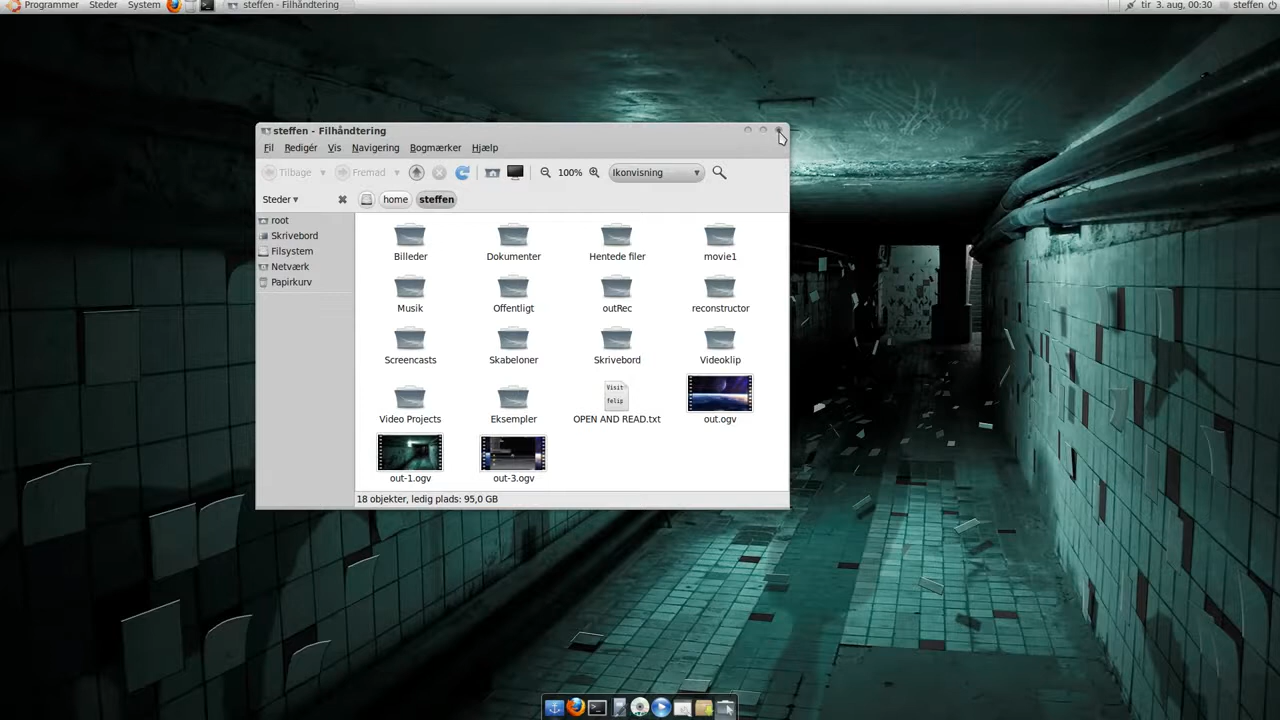 Programmer Steder System steffen - Filhåndtering tir 3. aug, 00:30 steffen
steffen - Filhåndtering
Fil Redigér Vis Navigering Bogmærker Hjælp
Tilbage Fremad 100% Ikonvisning
Steder home steffen
root
Skrivebord
Filsystem
Netværk
Papirkurv
Billeder Dokumenter Hentede filer movie1
Musik Offentligt outRec reconstructor
Screencasts Skabeloner Skrivebord Videoklip
Visit
felip
Video Projects Eksempler OPEN AND READ.txt out.ogv
out-1.ogv out-3.ogv
18 objekter, ledig plads: 95,0 GB